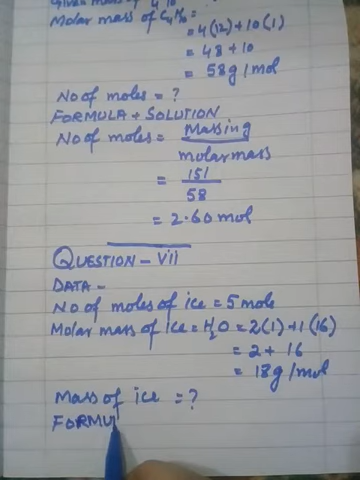 Molar mass of C4H10
= 4(12) + 10(1)
= 48 + 10
= 58g/mol
No of moles = ?
FORMULA + SOLUTION
No of moles = Massing
molar mass
= 151
58
= 2.60 mol
QUESTION - vii
DATA -
No of moles of ice = 5 mole
Molar mass of ice = H2O = 2(1) + 1(16)
= 2 + 16
= 18g/mol
Mass of ice = ?
FORMU